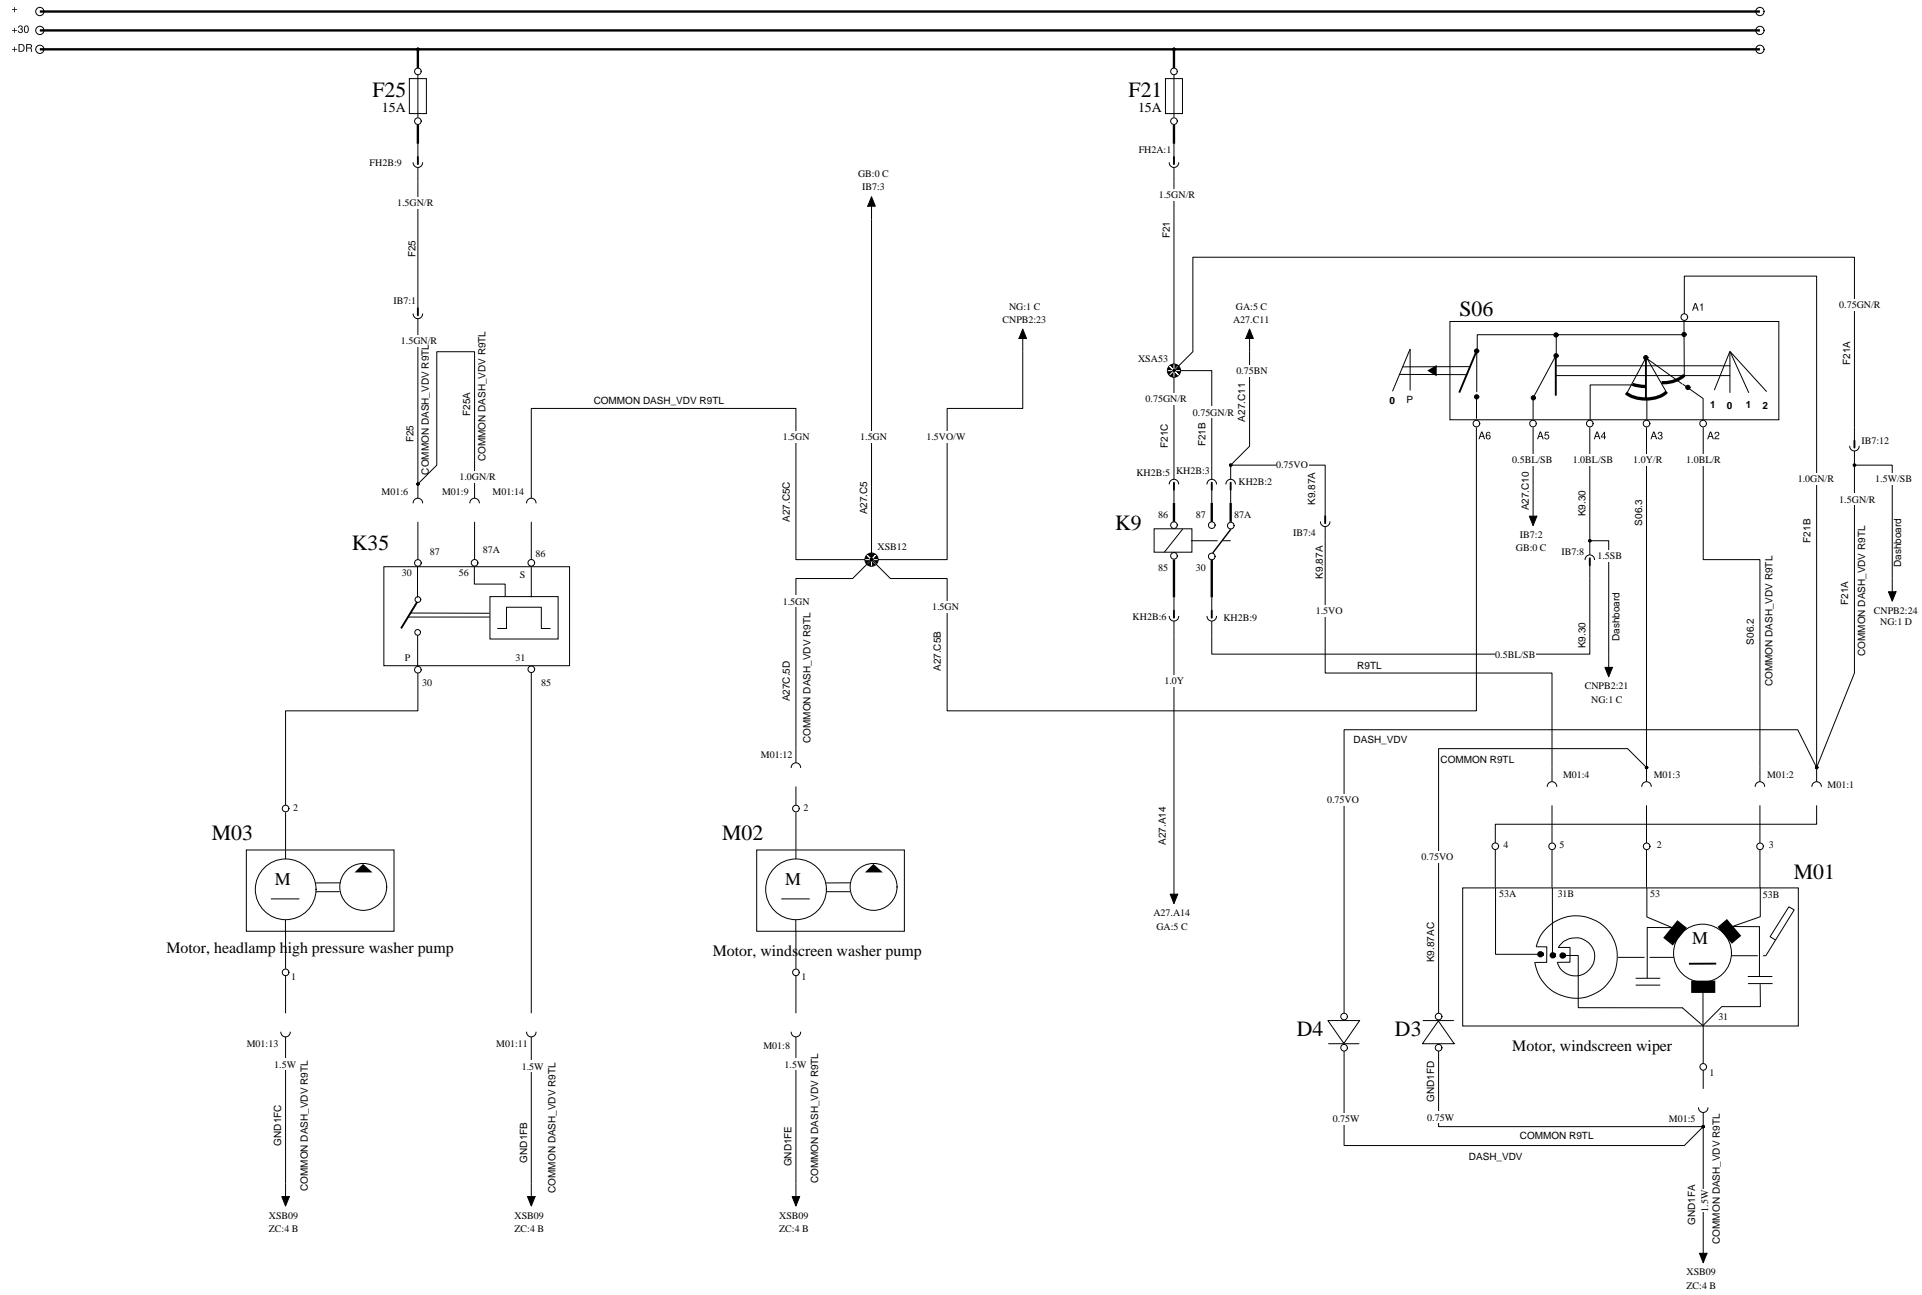 +
+30
+DR
F25
15A
F21
15A
FH2B:9
FH2A:1
GB:0 C
IB7:3
1.5GN/R
1.5GN/R
F25
F21
IB7:1
NG:1 C
CNPB2:23
GA:5 C
A27.C11
S06
A1
0.75GN/R
1.5GN/R
COMMON DASH_VDV R9TL
F25
F25A
COMMON DASH_VDV R9TL
1.0GN/R
COMMON DASH_VDV R9TL
XSA53
0.75BN
A27.C11
F21A
0 P
1 0 1 2
0.75GN/R
0.75GN/R
F21C
F21B
1.5GN
1.5GN
1.5VO/W
A27.C5C
A27.C5
A6
A5
A4
A3
A2
IB7:12
0.5BL/SB
1.0BL/SB
1.0Y/R
1.0BL/R
1.0GN/R
1.5W/SB
1.5GN/R
M01:6
M01:9
M01:14
KH2B:5
KH2B:3
KH2B:2
0.75VO
K9.87A
A27.C10
K9.30
S06.3
F21B
Dashboard
K9
86
87
87A
IB7:4
IB7:2
GB:0 C
K35
87
87A
86
XSB12
IB7:8
1.5SB
30
56
S
85
30
K9.87A
F21A
COMMON DASH_VDV R9TL
CNPB2:24
NG:1 D
1.5GN
1.5GN
1.5VO
KH2B:6
KH2B:9
K9.30
Dashboard
S06.2
COMMON DASH_VDV R9TL
A27C.5D
COMMON DASH_VDV R9TL
A27.C5B
P
31
30
85
0.5BL/SB
R9TL
1.0Y
CNPB2:21
NG:1 C
DASH_VDV
COMMON R9TL
M01:12
M01:4
M01:3
M01:2
M01:1
2
2
0.75VO
A27.A14
M03
M02
M
M
4
5
2
3
0.75VO
M01
53A
31B
53
53B
A27.A14
GA:5 C
M
Motor, headlamp high pressure washer pump
Motor, windscreen washer pump
K9.87AC
1
1
31
D4
D3
Motor, windscreen wiper
M01:13
M01:11
M01:8
1.5W
1.5W
1.5W
GND1FD
1
GND1FC
COMMON DASH_VDV R9TL
GND1FB
COMMON DASH_VDV R9TL
GND1FE
COMMON DASH_VDV R9TL
0.75W
0.75W
M01:5
COMMON R9TL
DASH_VDV
GND1FA
1.5W
COMMON DASH_VDV R9TL
XSB09
ZC:4 B
XSB09
ZC:4 B
XSB09
ZC:4 B
XSB09
ZC:4 B